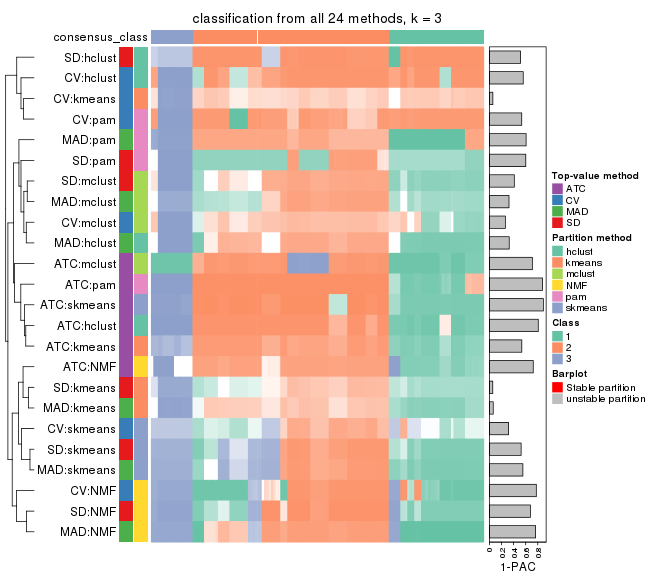 classification from all 24 methods, k = 3
consensus_class
SD:hclust
CV:hclust
CV:kmeans
CV:pam
MAD:pam
SD:pam
SD:mclust
MAD:mclust
CV:mclust
MAD:hclust
ATC:mclust
ATC:pam
ATC:skmeans
ATC:hclust
ATC:kmeans
ATC:NMF
SD:kmeans
MAD:kmeans
CV:skmeans
SD:skmeans
MAD:skmeans
CV:NMF
SD:NMF
MAD:NMF
0
0.2
0.4
0.6
0.8
1-PAC
Top-value method
ATC
CV
MAD
SD
Partition method
hclust
kmeans
mclust
NMF
pam
skmeans
Class
1
2
3
Barplot
Stable partition
unstable partition